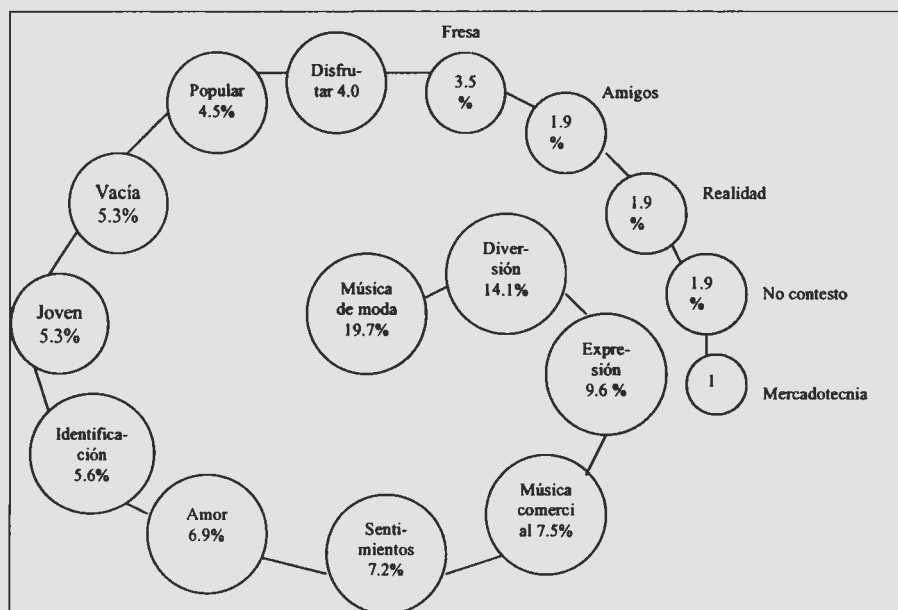 Fresa
Disfru-
tar 4.0
3.5
%
Popular
4.5%
Amigos
1.9
%
Vacía
5.3%
Realidad
1.9
%
Diver-
sión
14.1%
Música
de moda
19.7%
No contesto
1.9
%
Joven
5.3%
Expre-
sión
9.6 %
1
Mercadotecnia
Identifica-
ción
5.6%
Música
comerci
al 7.5%
Amor
6.9%
Senti-
mientos
7.2%